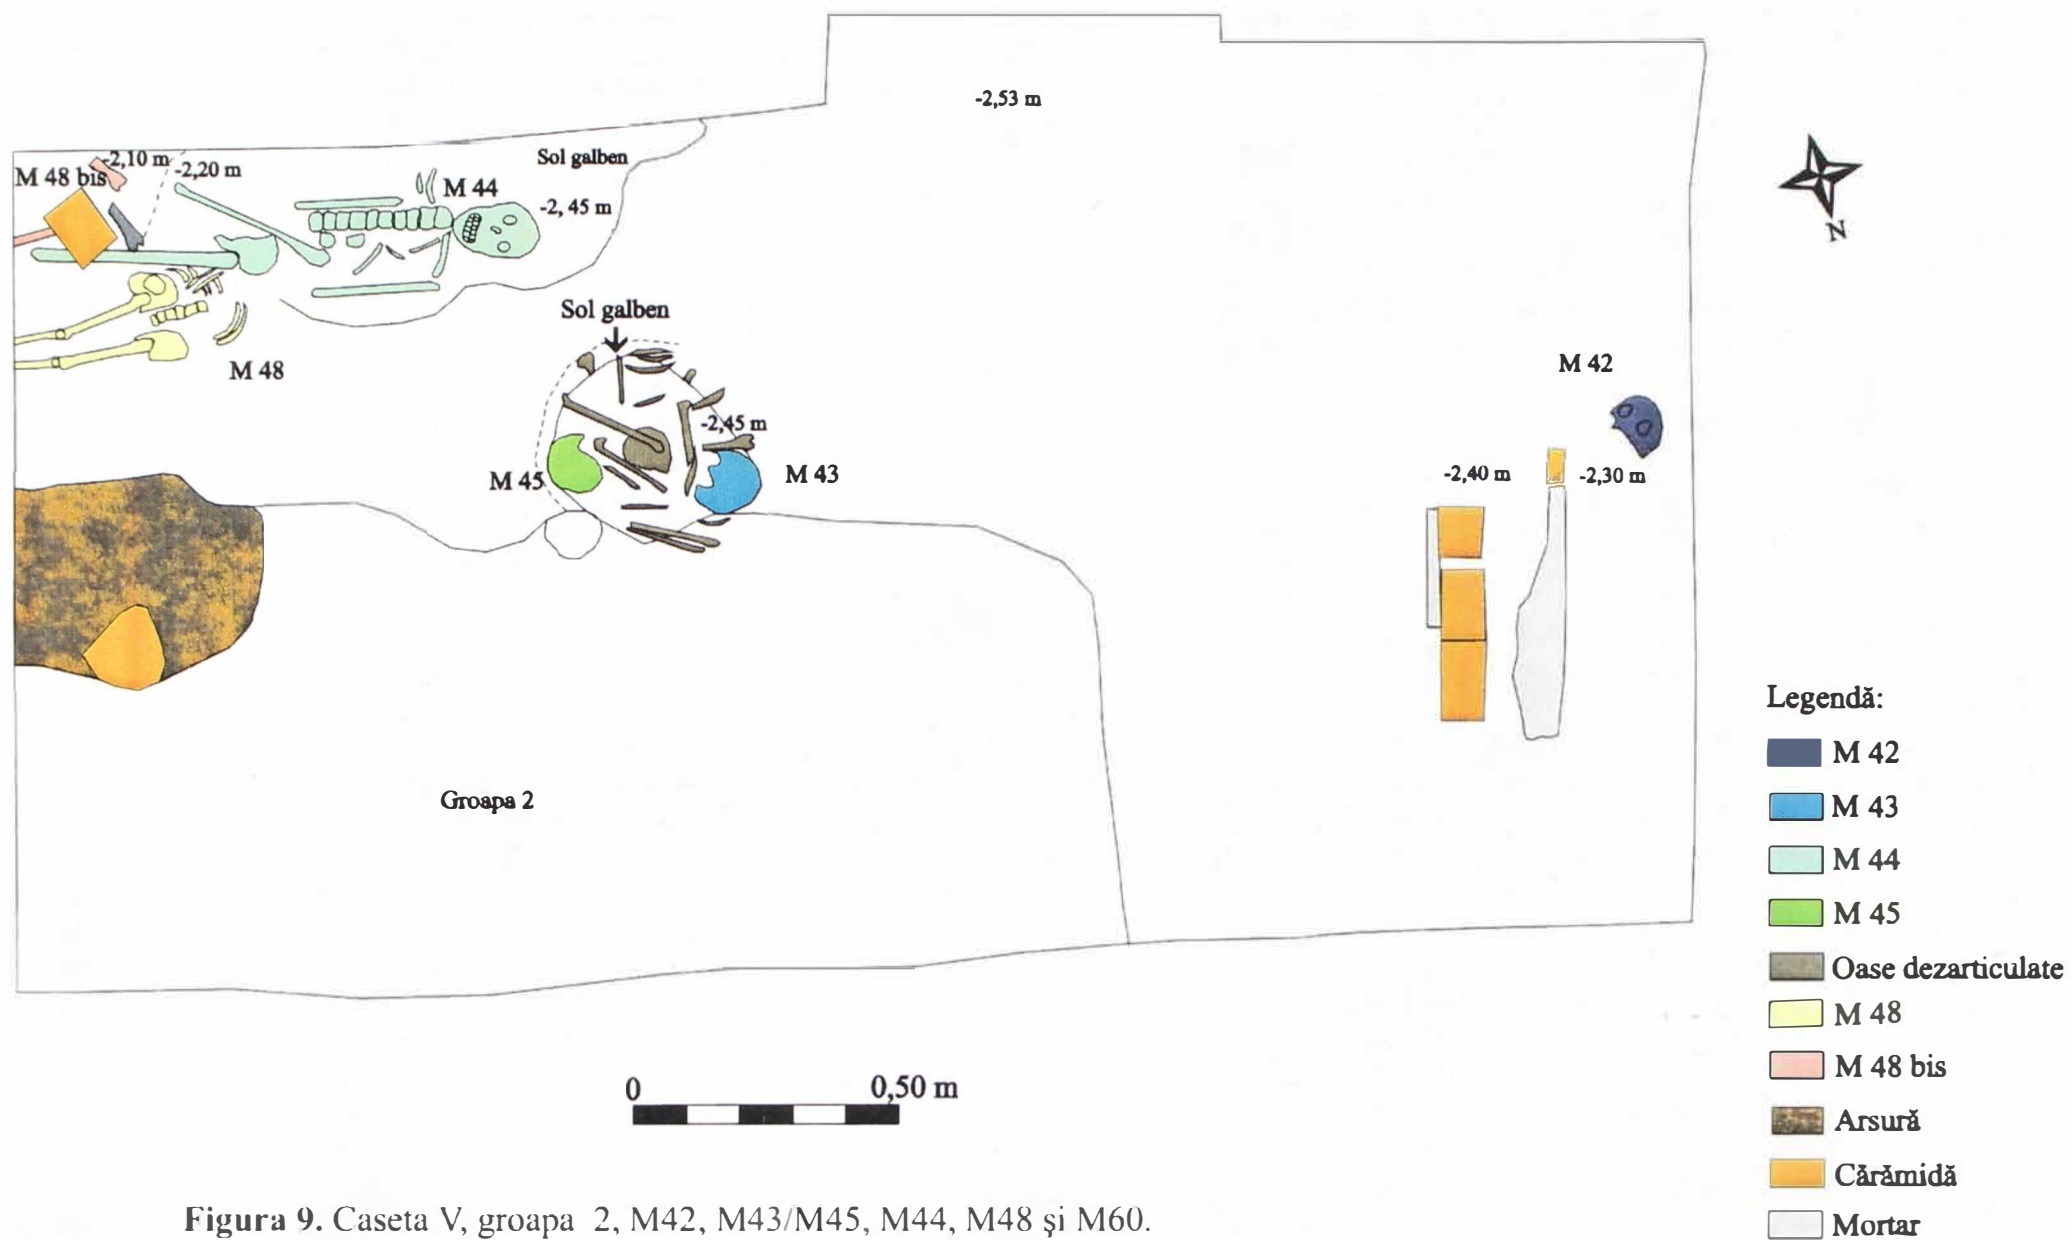 -2,53 m
Sol galben
-2,10 m
-2,20 m
M 48 bis
M 44
-2, 45 m
N
Sol galben
M 48
M 42
-2,45 m
M 45
M 43
-2,40 m
-2,30 m
Groapa 2
Legendă:
M 42
M 43
M 44
M 45
Oase dezarticulate
M 48
M 48 bis
Arsură
Cărămidă
Mortar
0 0,50 m
Figura 9. Caseta V, groapa 2, M42, M43/M45, M44, M48 și M60.